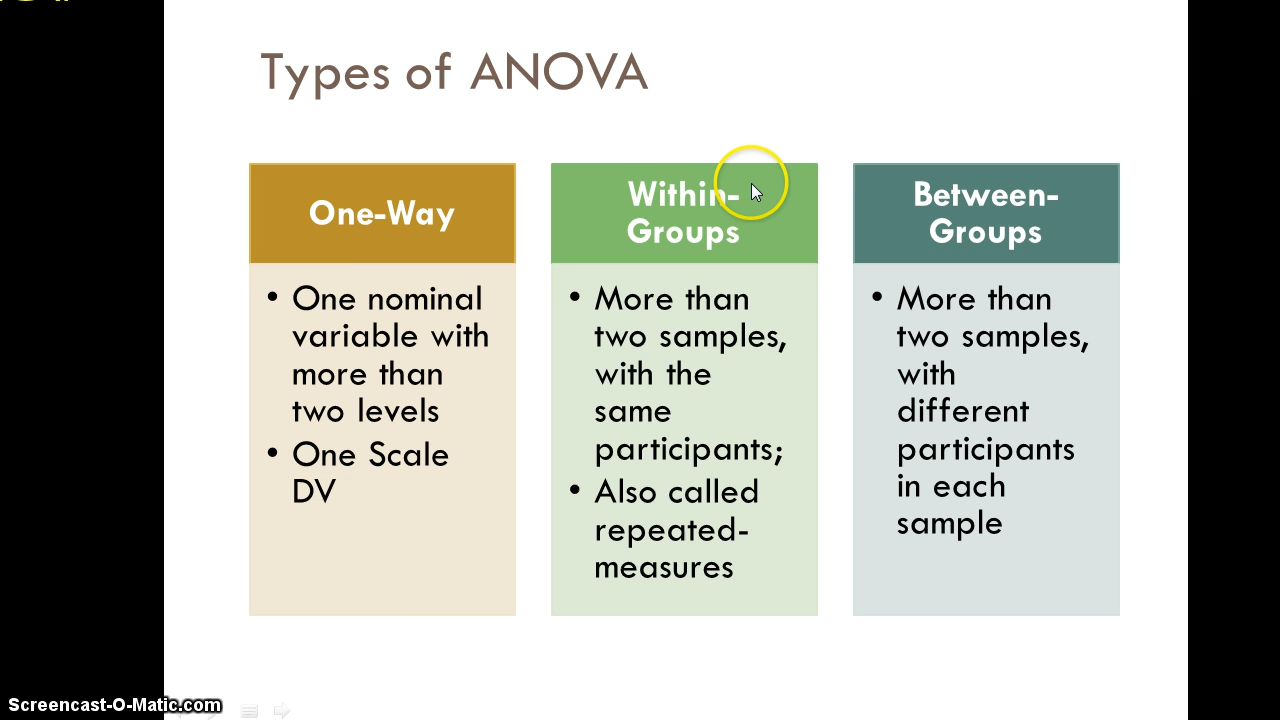 Types of ANOVA
One-Way
• One nominal
variable with
more than
two levels
• One Scale
DV
Within-
Groups
• More than
two samples,
with the
same
participants;
• Also called
repeated-
measures
Between-
Groups
• More than
two samples,
with
different
participants
in each
sample
Screencast-O-Matic.com